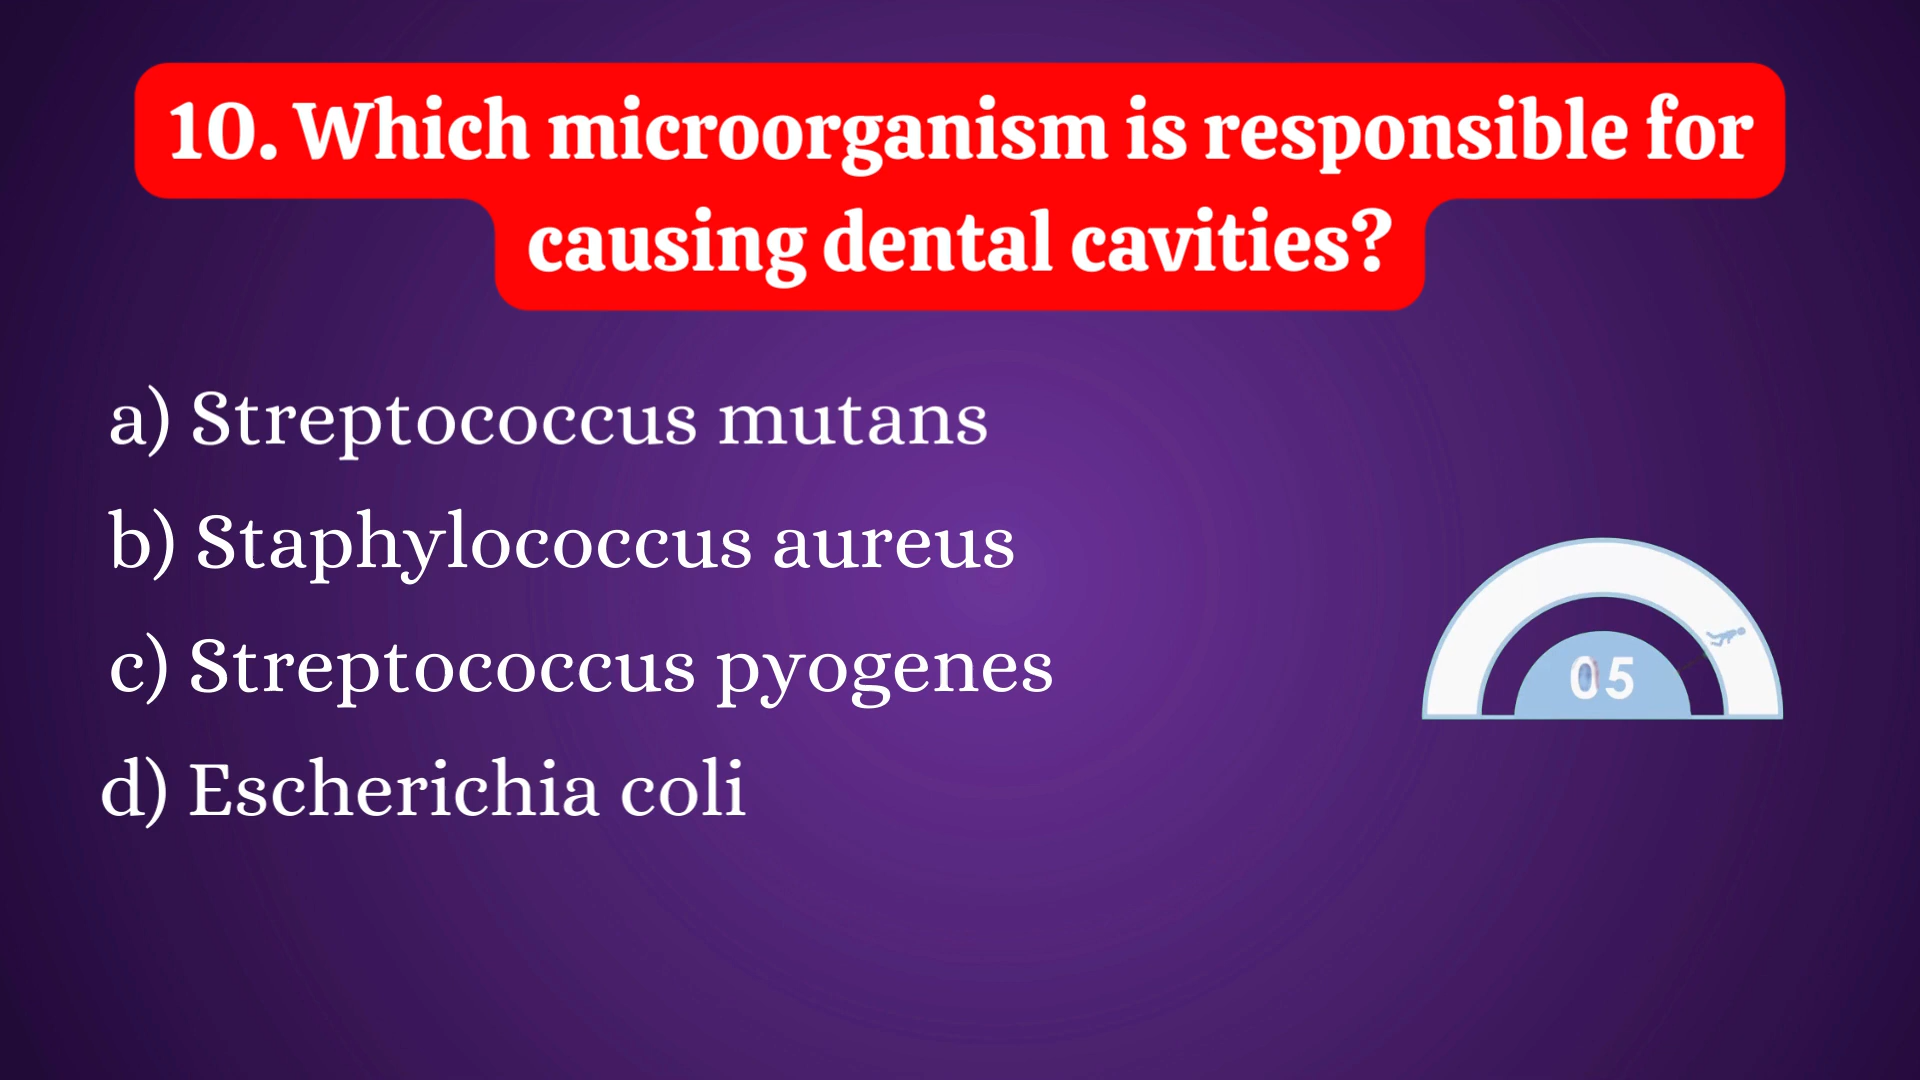 10. Which microorganism is responsible for
causing dental cavities?
a) Streptococcus mutans
b) Staphylococcus aureus
c) Streptococcus pyogenes
05
d) Escherichia coli